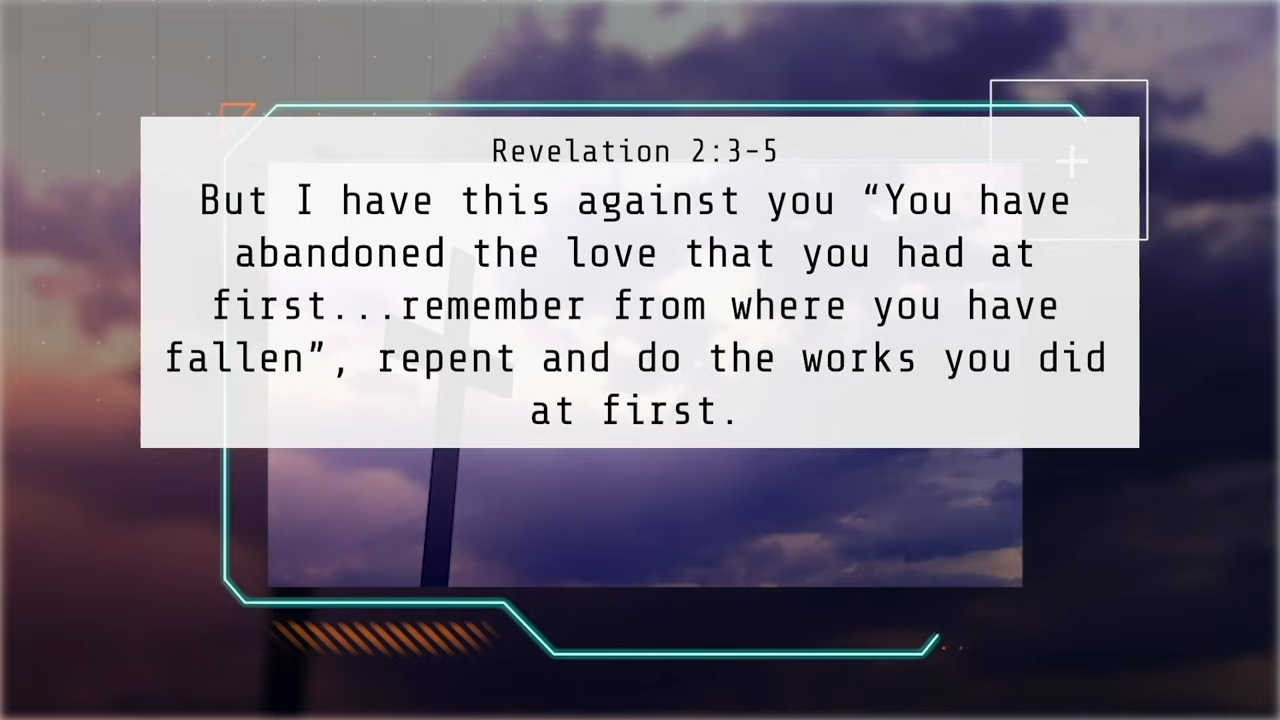 Revelation 2:3-5
But I have this against you “You have
abandoned the love that you had at
first...remember from where you have
fallen”, repent and do the works you did
at first.